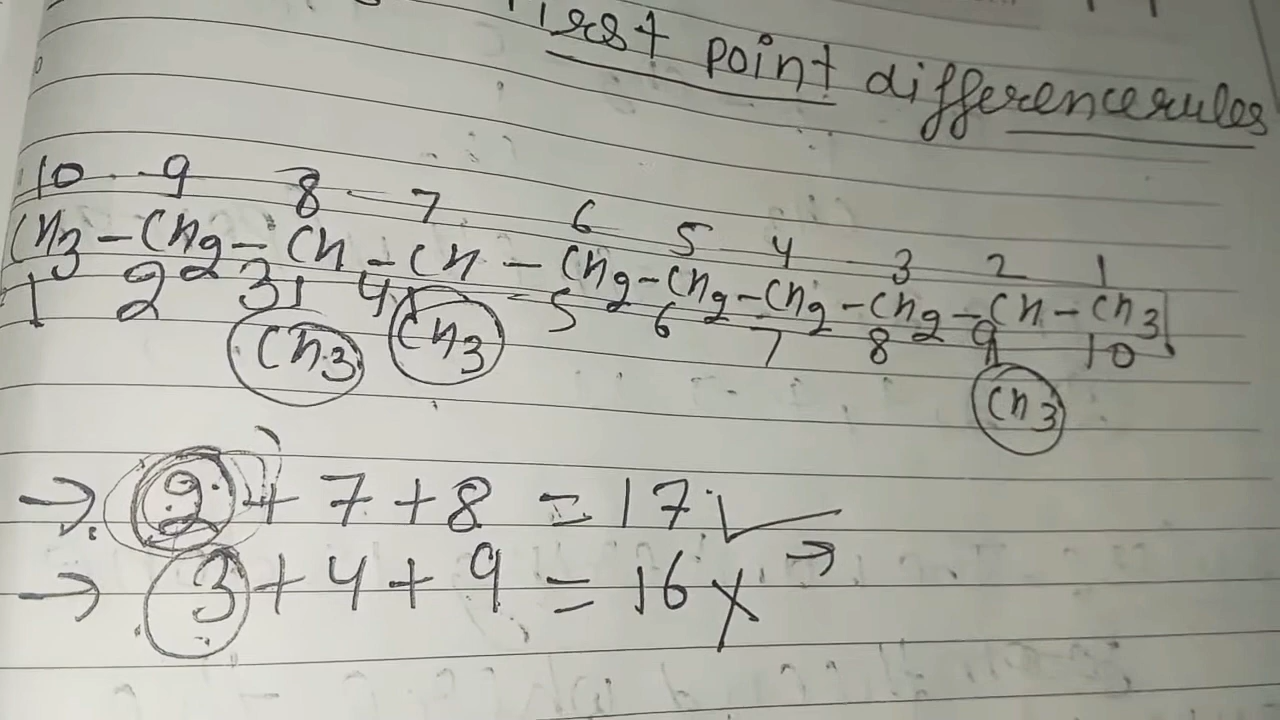 First point difference rules
10 9 8 7 6 5 4 3 2 1
CH3 - CH2 - CH - CH - CH2 - CH2 - CH2 - CH2 - CH - CH3
1 2 3 4 5 6 7 8 9 10
CH3 CH3 CH3
→ 2 + 7 + 8 = 17 ✓
→ 3 + 4 + 9 = 16 x →